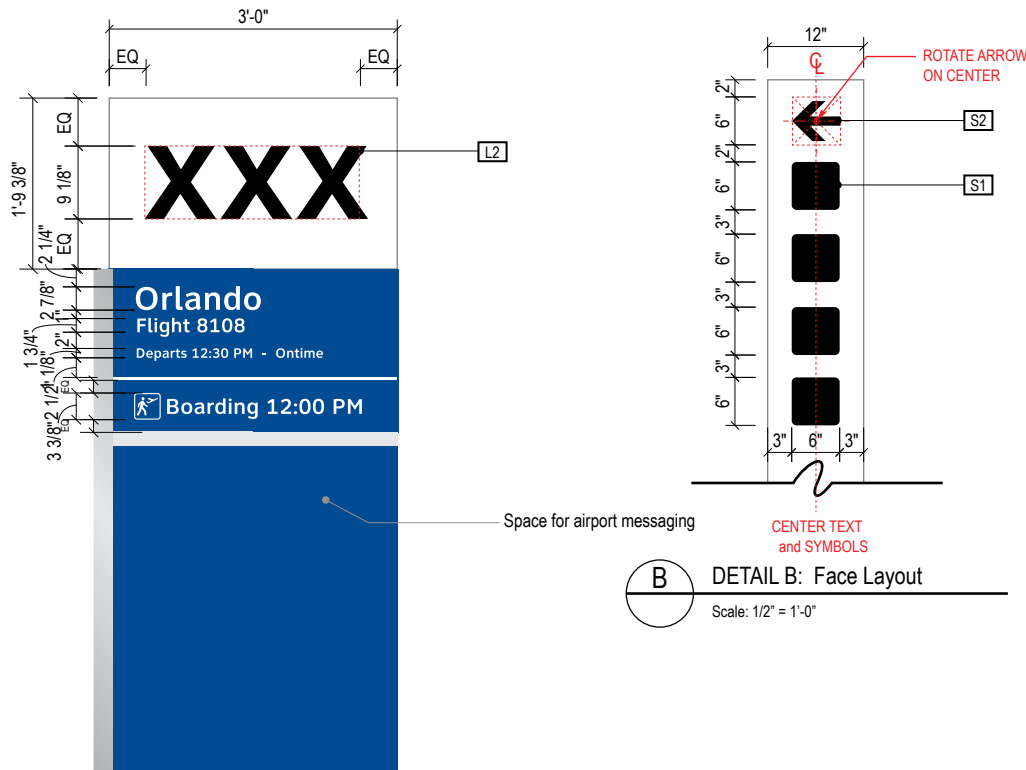 3'-0"
EQ
EQ
1'-9 3/8"
EQ
9 1/8"
EQ
XXX
L2
2 1/4"
2 7/8"
1"
1 3/4"
2"
1 1/8"
EQ
2 1/2"
EQ
3 3/8"
Orlando
Flight 8108
Departs 12:30 PM - Ontime
Boarding 12:00 PM
Space for airport messaging
12"
CL
ROTATE ARROW
ON CENTER
2"
6"
2"
6"
3"
6"
3"
6"
3"
6"
S2
S1
3"
6"
3"
CENTER TEXT
and SYMBOLS
B
DETAIL B: Face Layout
Scale: 1/2" = 1'-0"